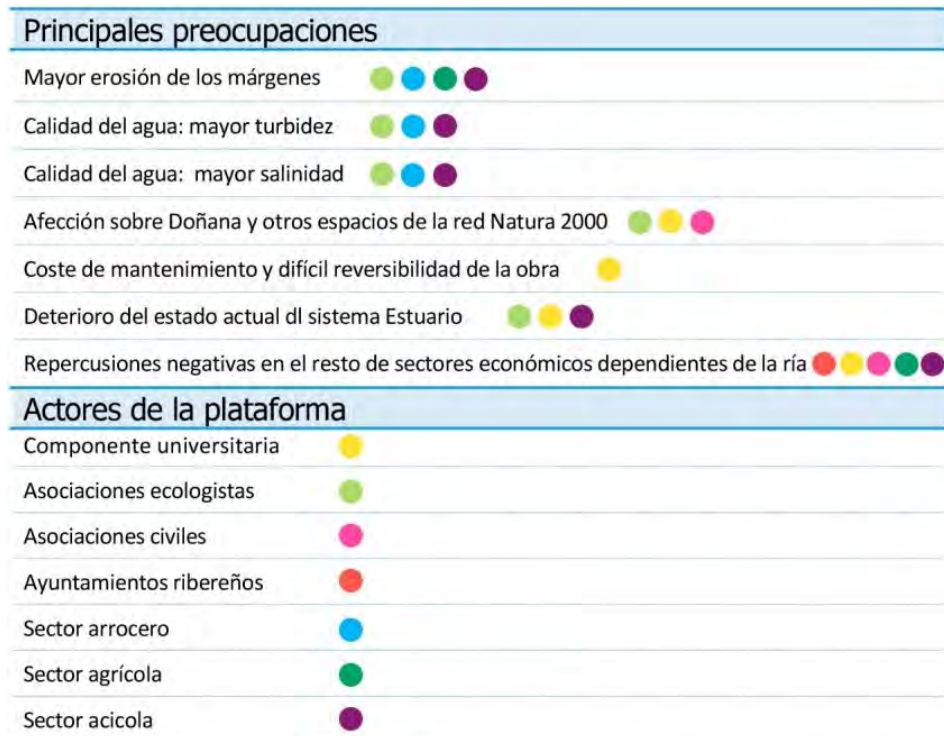 Principales preocupaciones
Mayor erosión de los márgenes
Calidad del agua: mayor turbidez
Calidad del agua: mayor salinidad
Afección sobre Doñana y otros espacios de la red Natura 2000
Coste de mantenimiento y difícil reversibilidad de la obra
Deterioro del estado actual dl sistema Estuario
Repercusiones negativas en el resto de sectores económicos dependientes de la ría
Actores de la plataforma
Componente universitaria
Asociaciones ecologistas
Asociaciones civiles
Ayuntamientos ribereños
Sector arrocero
Sector agrícola
Sector acicola